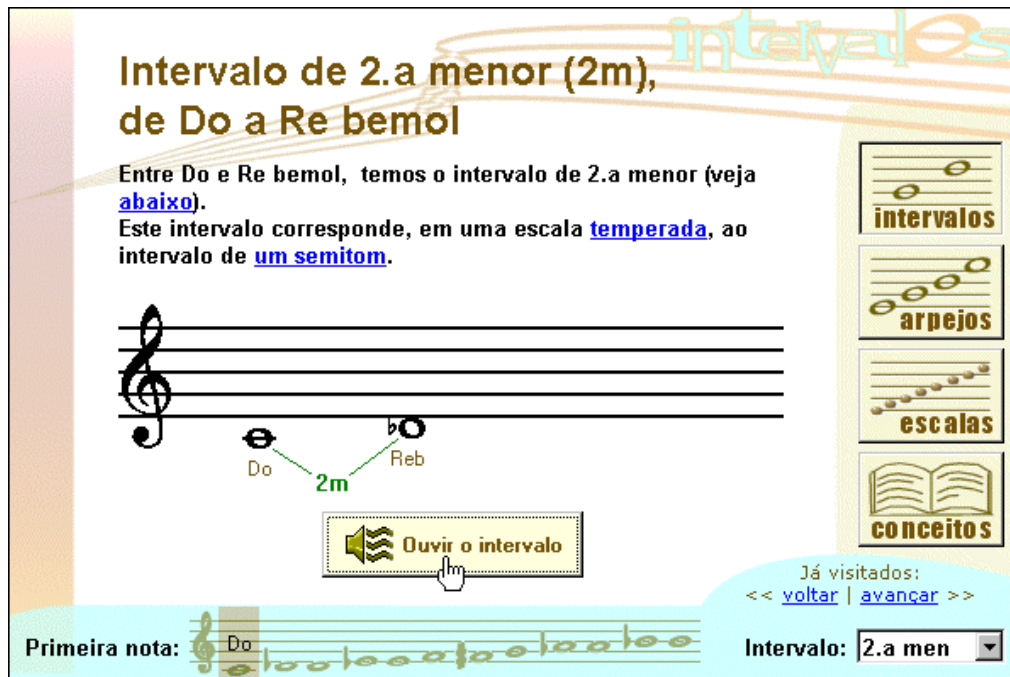 intervalos
Intervalo de 2.a menor (2m),
de Do a Re bemol
Entre Do e Re bemol, temos o intervalo de 2.a menor (veja
abaixo).
Este intervalo corresponde, em uma escala temperada, ao
intervalo de um semitom.
intervalos
arpejos
escalas
conceitos
Do
Reb
2m
Ouvir o intervalo
Já visitados:
<< voltar | avançar >>
Primeira nota:
Do
Intervalo: 2.a men